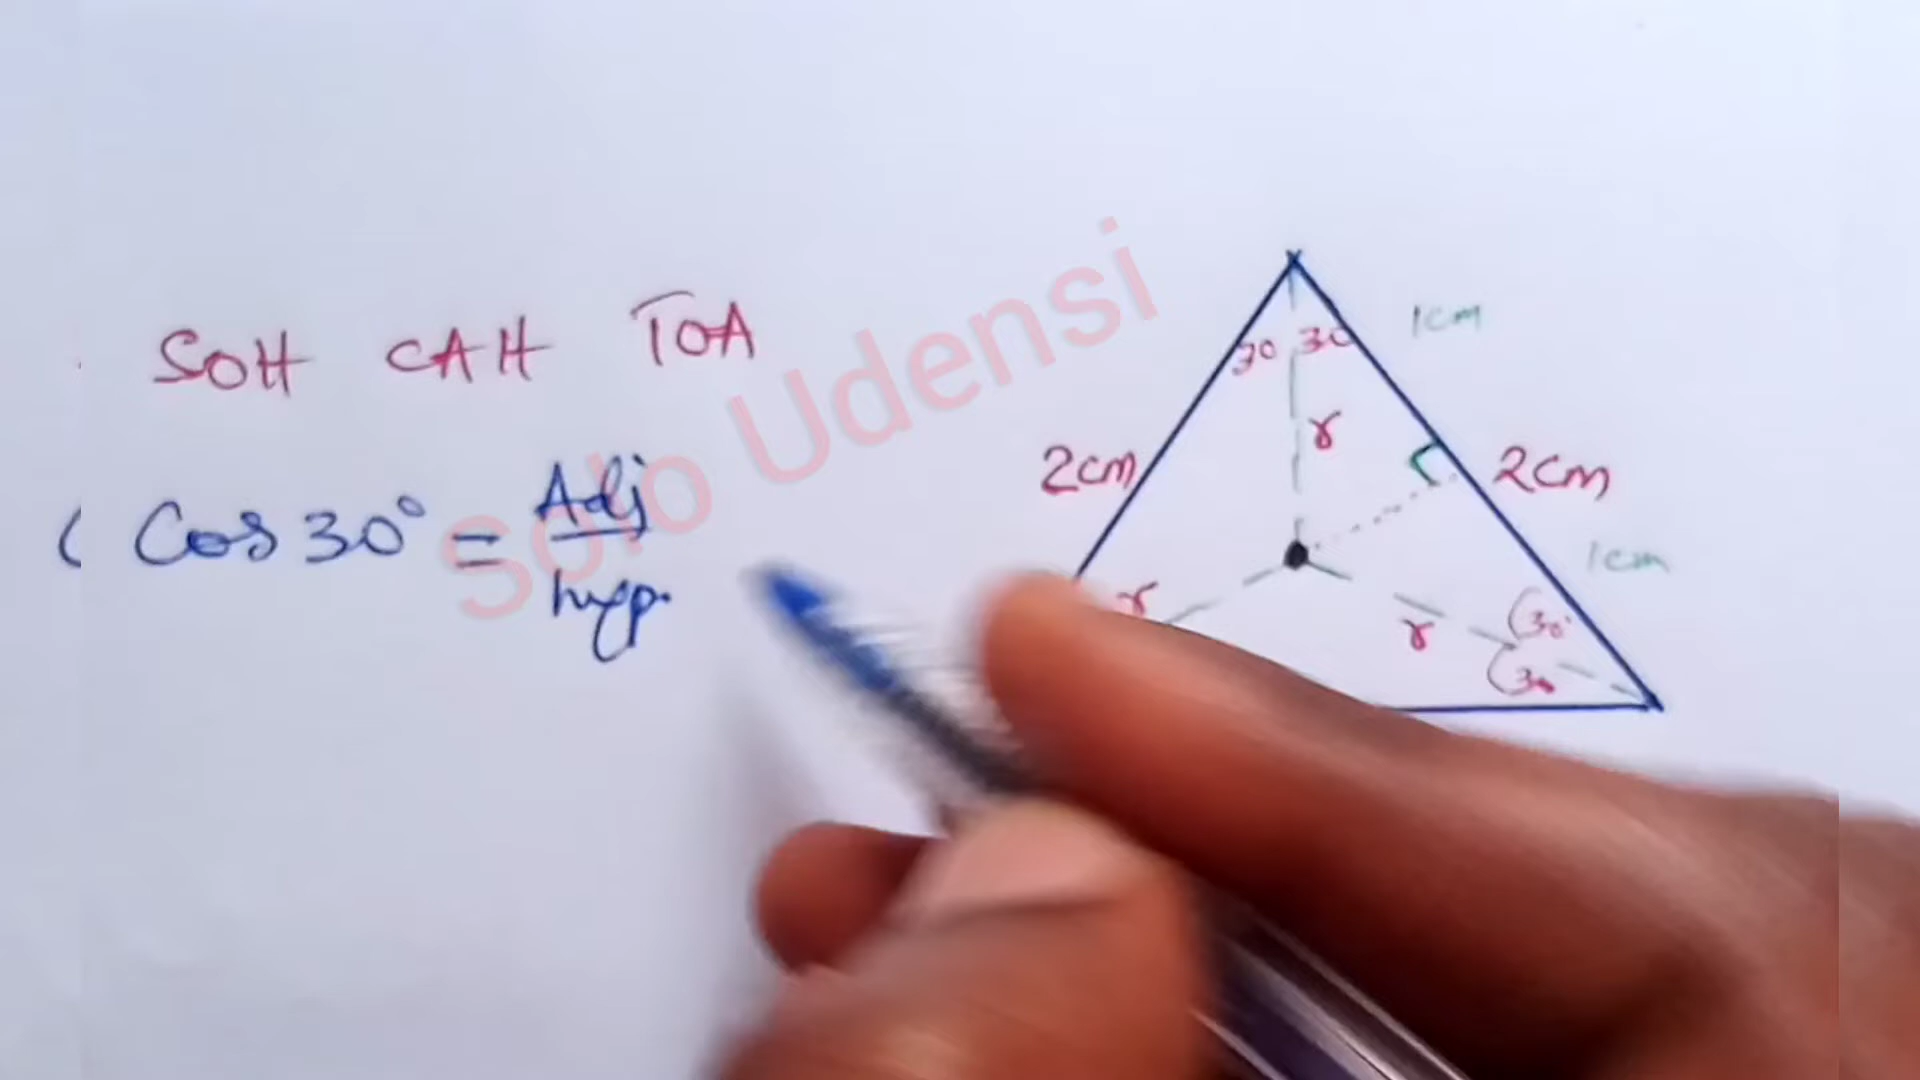 SOH CAH TOA
Cos 30° = Adj
hyp.
Solo Udensi
30 30
1cm
r
2cm
2cm
1cm
r
r
(30°
(30